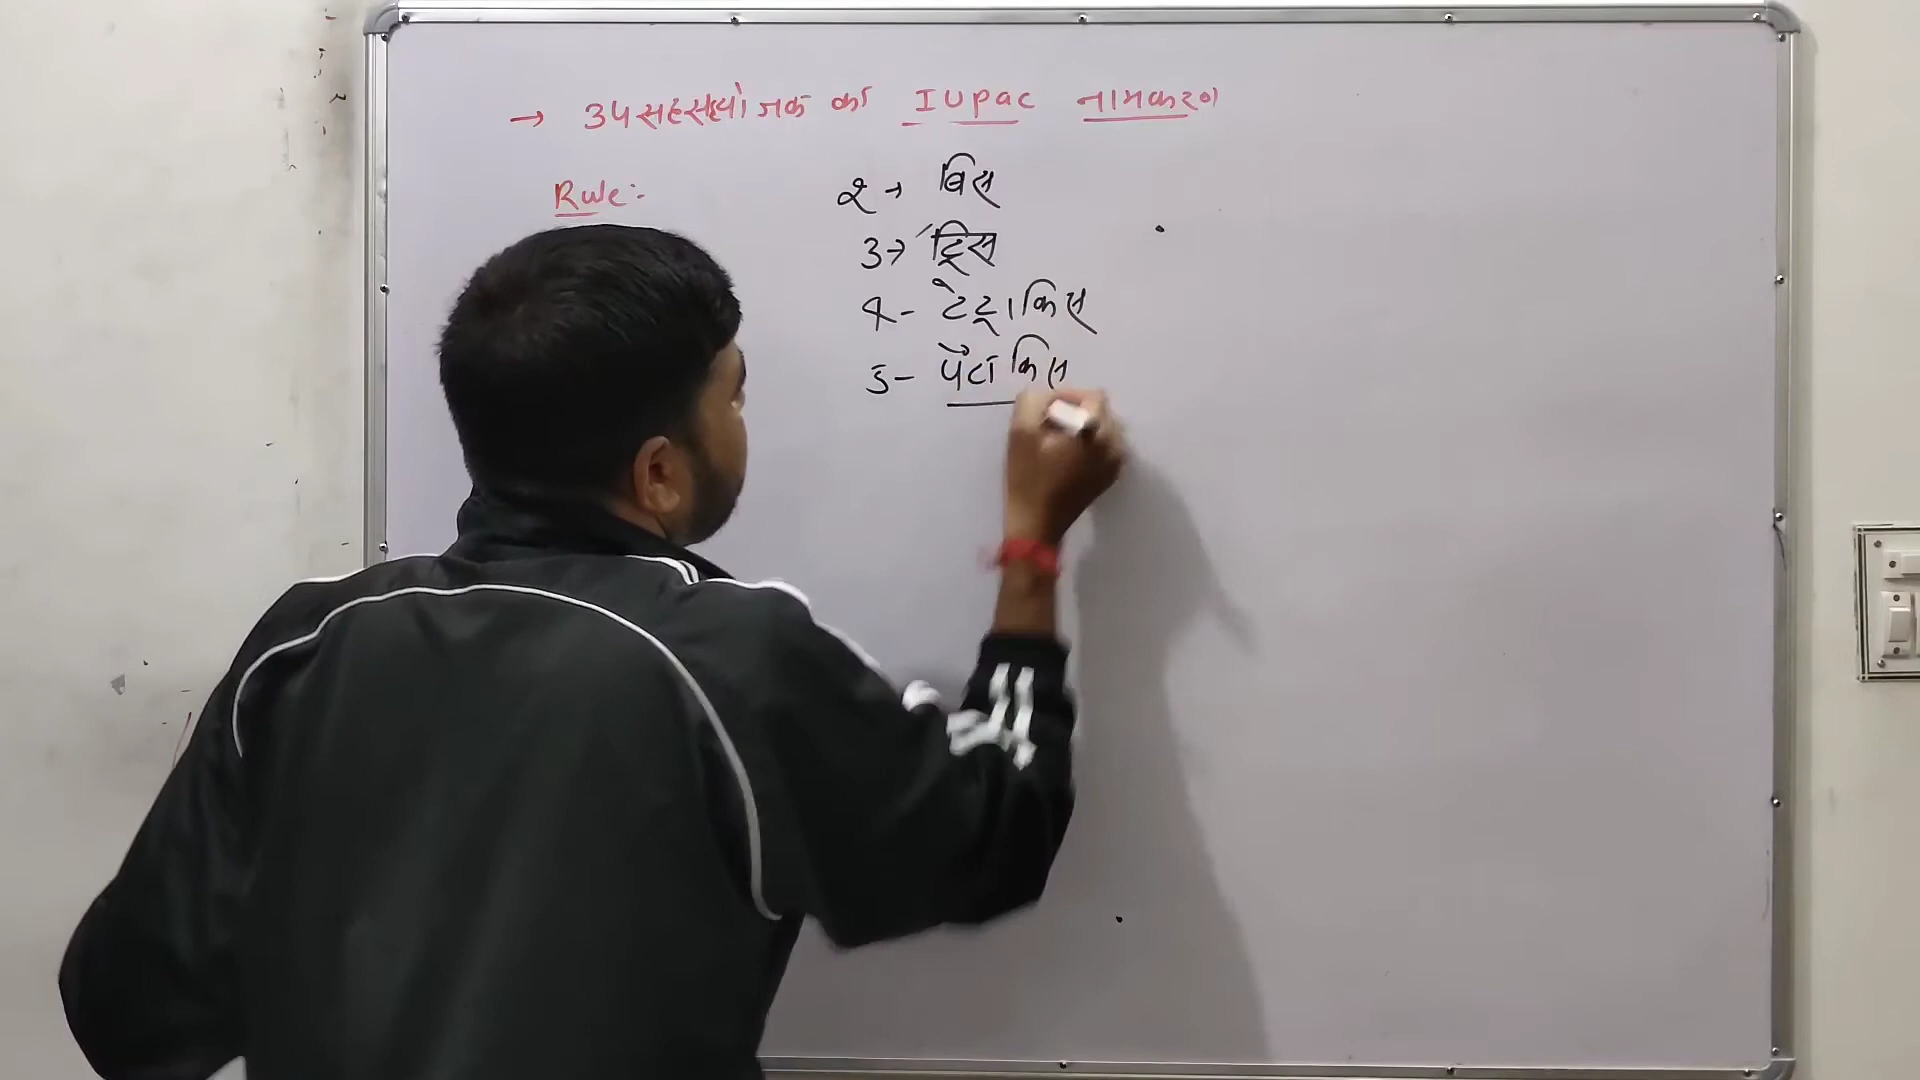 → उपसहसंयोजक का IUPAC नामकरण
Rule:-
2 → बिस
3 → ट्रिस
4 - टेट्राकिस
5 - पेंटाकिस